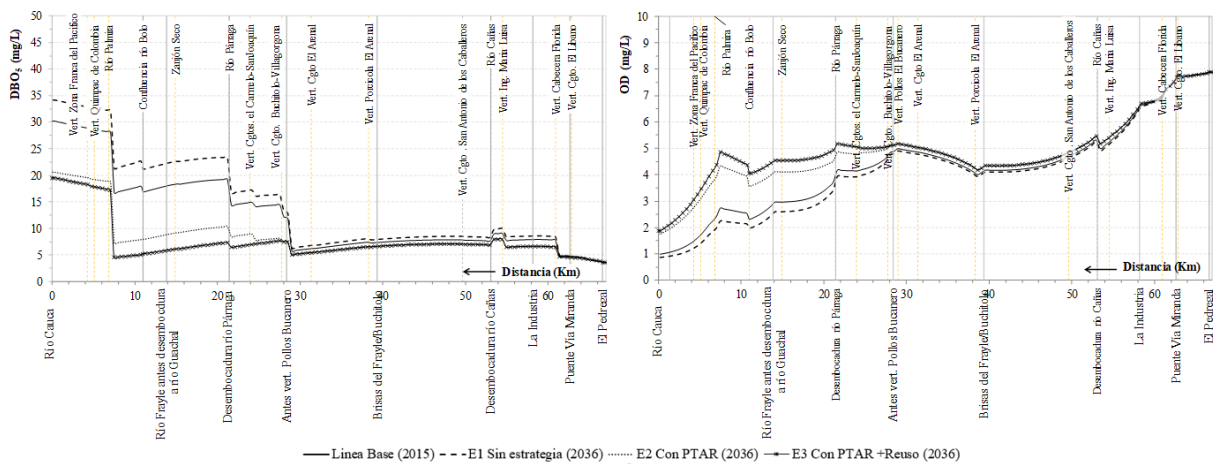 DBO₅ (mg/L)
50
45
40
35
30
25
20
15
10
5
0
Vert. Zona Franca del Pacífico
Vert. Quimpac de Colombia
Río Palmira
Confluencia río Bolo
Zanjón Seco
Río Párraga
Vert. Cgtos. el Carmelo-SanJoaquín
Vert. Cgto. Buchitolo-Villagorgona
Vert. Cgto El Arenal
Vert. Porcícola El Arenal
Vert. Cgto . San Antonio de los Caballeros
Río Cañas
Vert. Ing. María Luisa
Vert. Cabecera Florida
Vert. Cgto. El Líbano
Distancia (Km)
0
10
20
30
40
50
60
Río Cauca
Río Frayle antes desembocdura
a río Guachal
Desembocadura río Párraga
Antes vert. Pollos Bucanero
Brisas del Frayle/Buchitolo
Desembocadura río Cañas
La Industria
Puente Vía Miranda
El Pedregal
OD (mg/L)
10
9
8
7
6
5
4
3
2
1
0
Vert. Zona Franca del Pacífico
Vert. Quimpac de Colombia
Río Palmira
Confluencia río Bolo
Zanjón Seco
Río Párraga
Vert. Cgtos. el Carmelo-SanJoaquín
Vert. Cgto. Buchitolo-Villagorgona
Vert. Pollos El Bucanero
Vert. Cgto El Arenal
Vert. Porcícola El Arenal
Vert. Cgto . San Antonio de los Caballeros
Río Cañas
Vert. Ing. María Luisa
Vert. Cabecera Florida
Vert. Cgto. El Líbano
Distancia (Km)
0
10
20
30
40
50
60
Río Cauca
Río Frayle antes desembocdura
a río Guachal
Desembocadura río Párraga
Antes vert. Pollos Bucanero
Brisas del Frayle/Buchitolo
Desembocadura río Cañas
La Industria
Puente Vía Miranda
El Pedregal
Linea Base (2015)
E1 Sin estrategia (2036)
E2 Con PTAR (2036)
E3 Con PTAR +Reuso (2036)